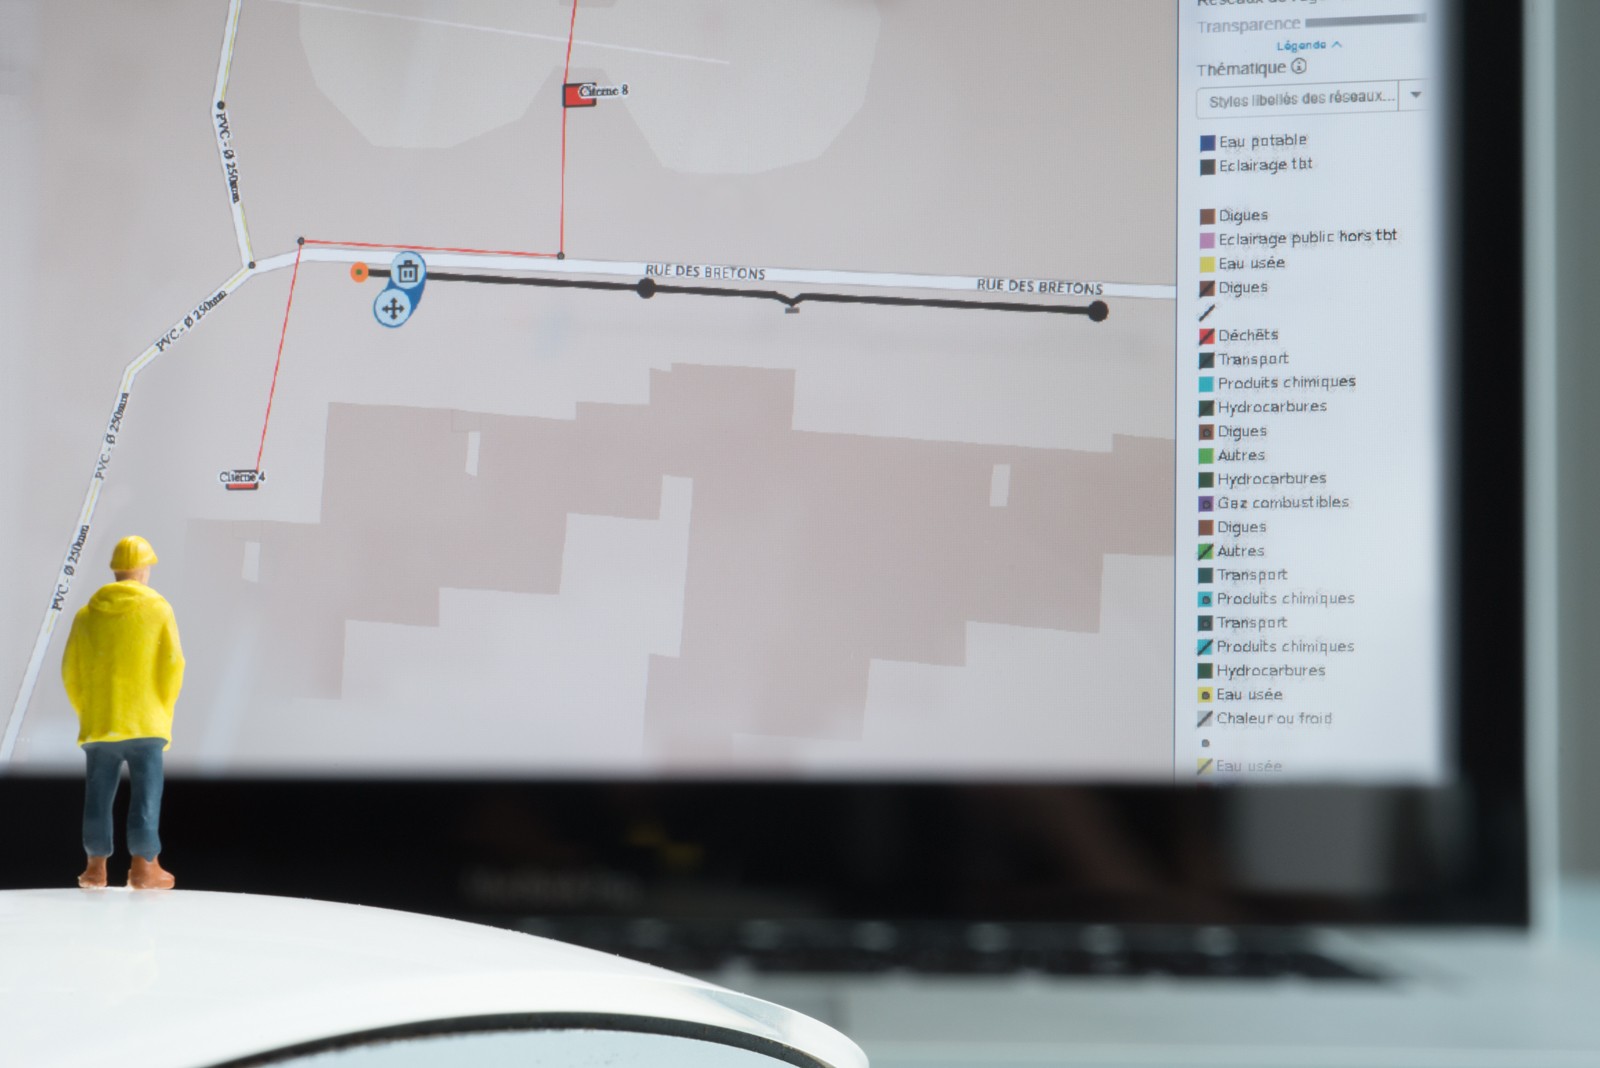 Transparence
Légende
Thématique
Styles libellés des réseaux...
Eau potable
Eclairage tbt
Digues
Eclairage public hors tbt
Eau usée
Digues
Déchêts
Transport
Produits chimiques
Hydrocarbures
Digues
Autres
Hydrocarbures
Gaz combustibles
Digues
Autres
Transport
Produits chimiques
Transport
Produits chimiques
Hydrocarbures
Eau usée
Chaleur ou froid
Eau usée
Citerne 8
PVC - Ø 250mm
RUE DES BRETONS
RUE DES BRETONS
PVC - Ø 250mm
PVC - Ø 250mm
Citerne 4
PVC - Ø 250mm